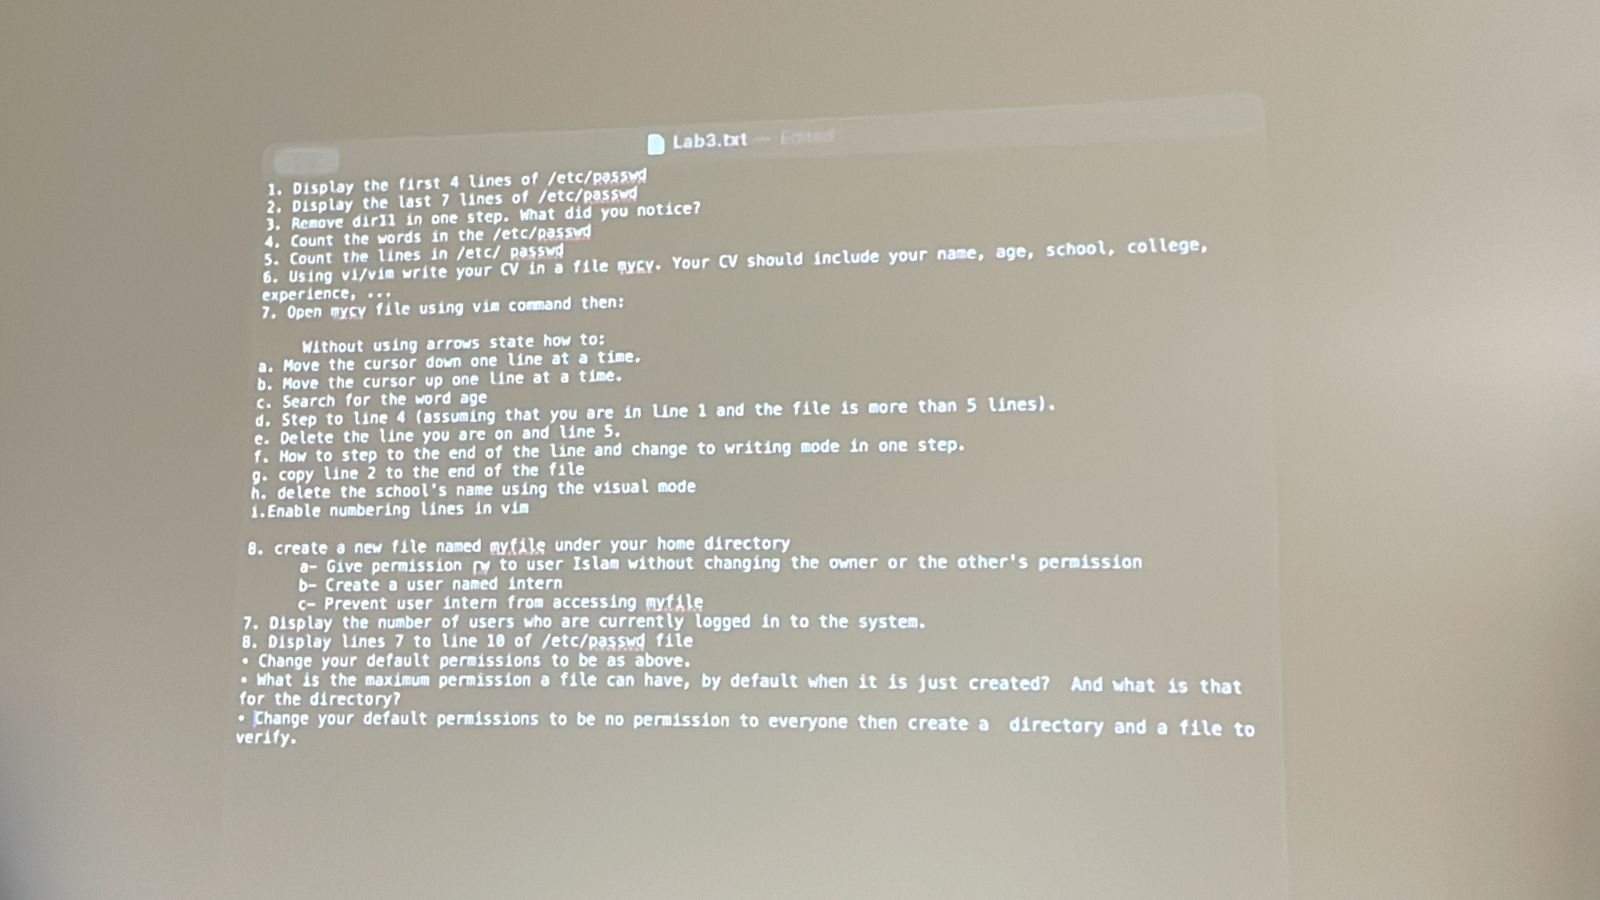 Lab3.txt — Edited
1. Display the first 4 lines of /etc/passwd
2. Display the last 7 lines of /etc/passwd
3. Remove dir11 in one step. What did you notice?
4. Count the words in the /etc/passwd
5. Count the lines in /etc/ passwd
6. Using vi/vim write your CV in a file mycv. Your CV should include your name, age, school, college,
experience, ...
7. Open mycv file using vim command then:
Without using arrows state how to:
a. Move the cursor down one line at a time.
b. Move the cursor up one line at a time.
c. Search for the word age
d. Step to line 4 (assuming that you are in line 1 and the file is more than 5 lines).
e. Delete the line you are on and line 5.
f. How to step to the end of the line and change to writing mode in one step.
g. copy line 2 to the end of the file
h. delete the school's name using the visual mode
i.Enable numbering lines in vim
8. create a new file named myfile under your home directory
a- Give permission rw to user Islam without changing the owner or the other's permission
b- Create a user named intern
c- Prevent user intern from accessing myfile
7. Display the number of users who are currently logged in to the system.
8. Display lines 7 to line 10 of /etc/passwd file
• Change your default permissions to be as above.
• What is the maximum permission a file can have, by default when it is just created? And what is that
for the directory?
• Change your default permissions to be no permission to everyone then create a directory and a file to
verify.